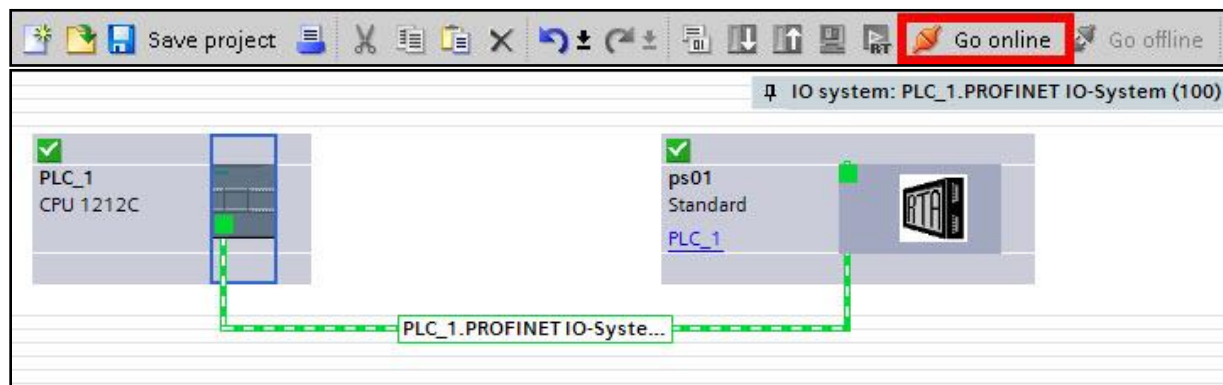 Save project Go online Go offline
IO system: PLC_1.PROFINET IO-System (100)
PLC_1
CPU 1212C
ps01
Standard
PLC_1
RTA
PLC_1.PROFINET IO-Syste...